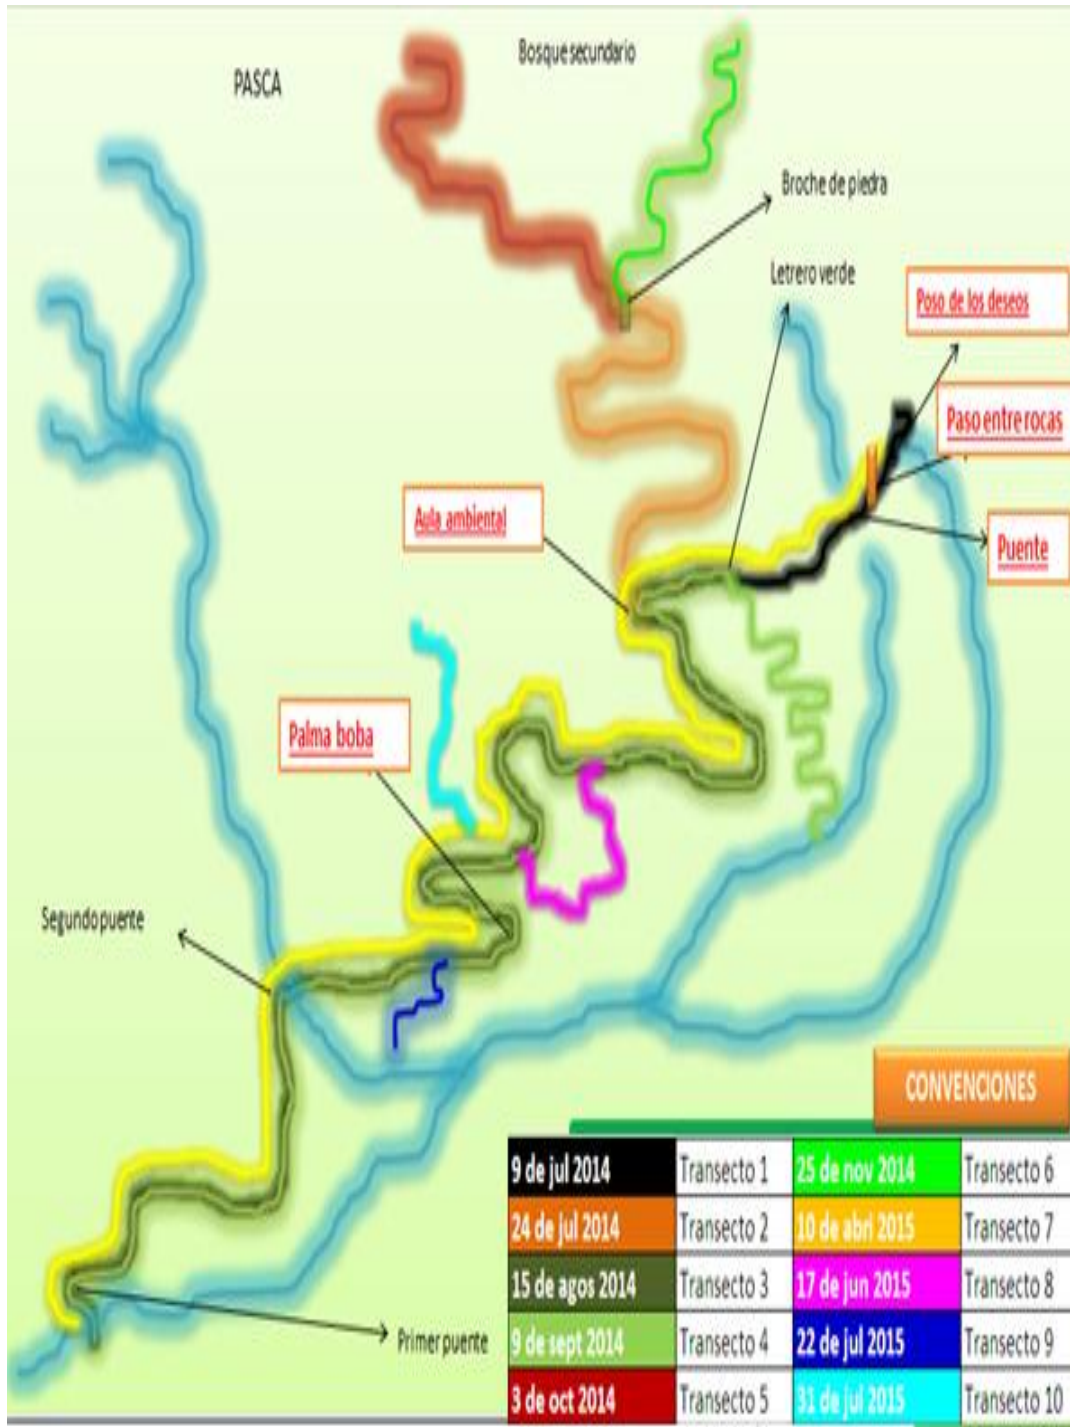 PASCA
Bosque secundario
Broche de piedra
Letrero verde
Poso de los deseos
Paso entre rocas
Puente
Aula ambiental
Palma boba
Segundo puente
Primer puente
CONVENCIONES
9 de jul 2014 Transecto 1 25 de nov 2014 Transecto 6
24 de jul 2014 Transecto 2 10 de abri 2015 Transecto 7
15 de agos 2014 Transecto 3 17 de jun 2015 Transecto 8
9 de sept 2014 Transecto 4 22 de jul 2015 Transecto 9
3 de oct 2014 Transecto 5 31 de jul 2015 Transecto 10